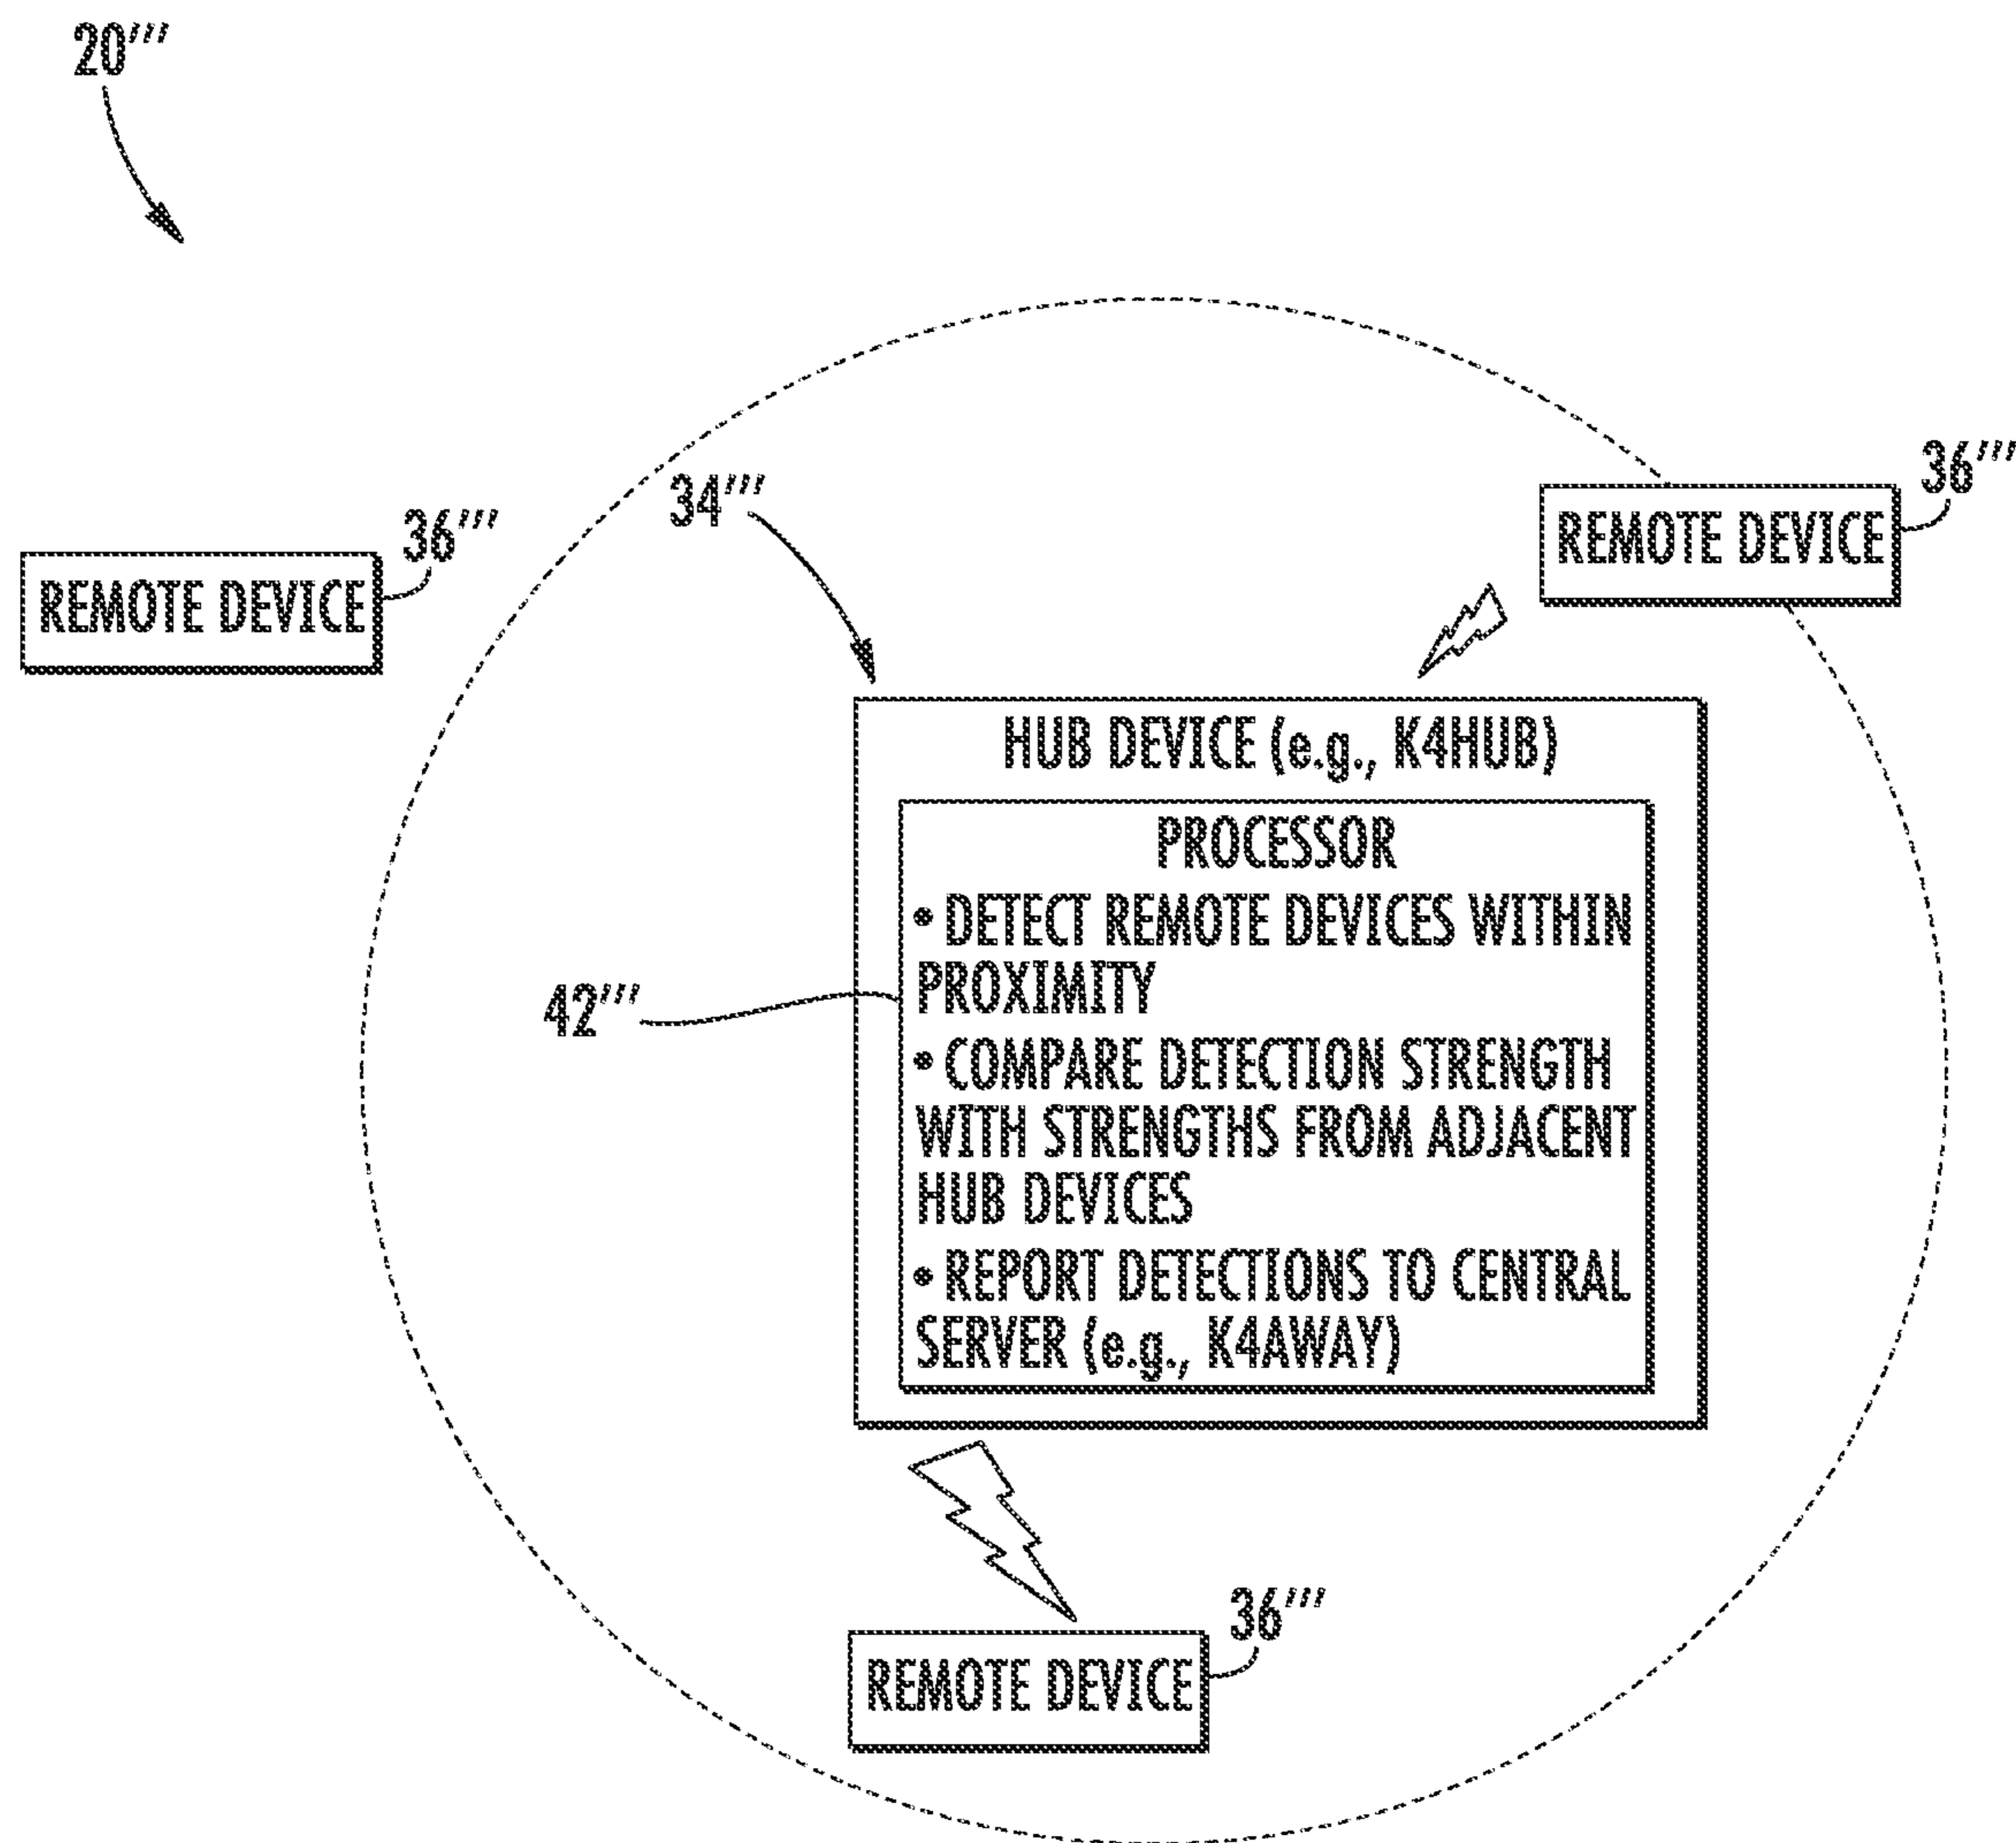 20‴
34‴
36‴
REMOTE DEVICE
36‴
REMOTE DEVICE
HUB DEVICE (e.g., K4HUB)
PROCESSOR
• DETECT REMOTE DEVICES WITHIN
PROXIMITY
42‴
• COMPARE DETECTION STRENGTH
WITH STRENGTHS FROM ADJACENT
HUB DEVICES
• REPORT DETECTIONS TO CENTRAL
SERVER (e.g., K4AWAY)
36‴
REMOTE DEVICE